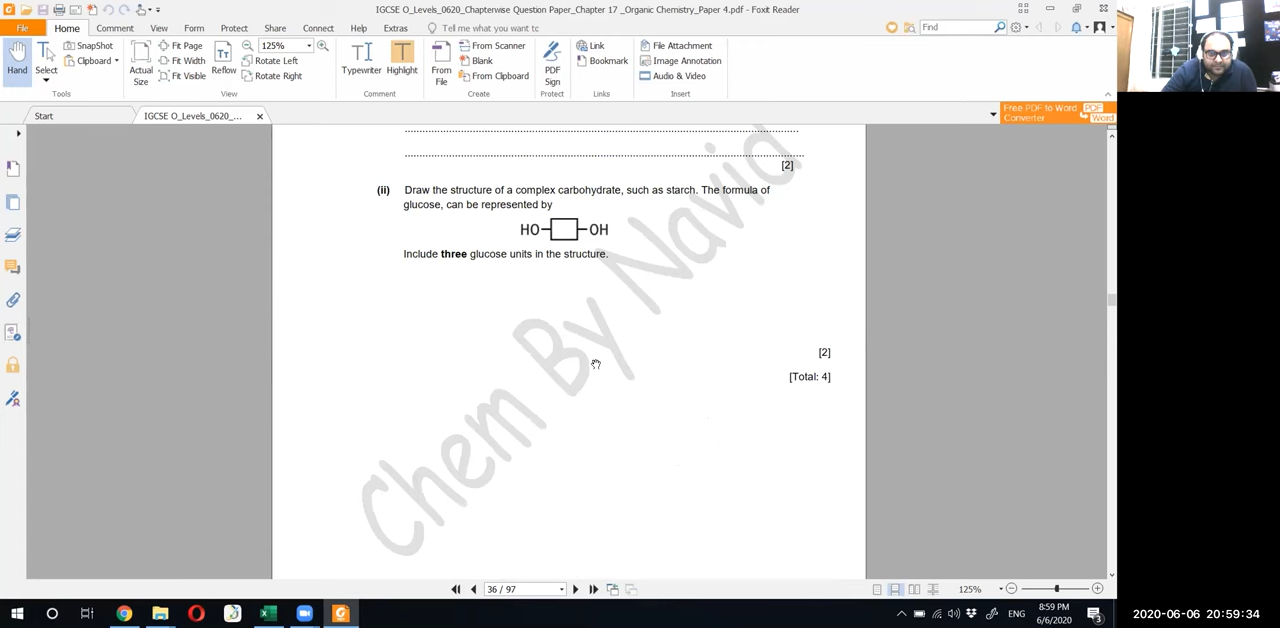 IGCSE O_Levels_0620_Chapterwise Question Paper_Chapter 17 _Organic Chemistry_Paper 4.pdf - Foxit Reader
File Home Comment View Form Protect Share Connect Help Extras Tell me what you want to Find
Hand
Select
SnapShot
Clipboard
Tools
Actual Size
Reflow
Fit Page
Fit Width
Fit Visible
125%
Rotate Left
Rotate Right
View
Typewriter
Highlight
Comment
From File
From Scanner
Blank
From Clipboard
Create
PDF Sign
Protect
Link
Bookmark
Links
File Attachment
Image Annotation
Audio & Video
Insert
Start
IGCSE O_Levels_0620_...
Free PDF to Word Converter
PDF
Word
[2]
(ii) Draw the structure of a complex carbohydrate, such as starch. The formula of
glucose, can be represented by
HO OH
Include three glucose units in the structure.
[2]
[Total: 4]
Chem By Navid
36 / 97
125%
ENG
8:59 PM
6/6/2020
3
2020-06-06 20:59:34